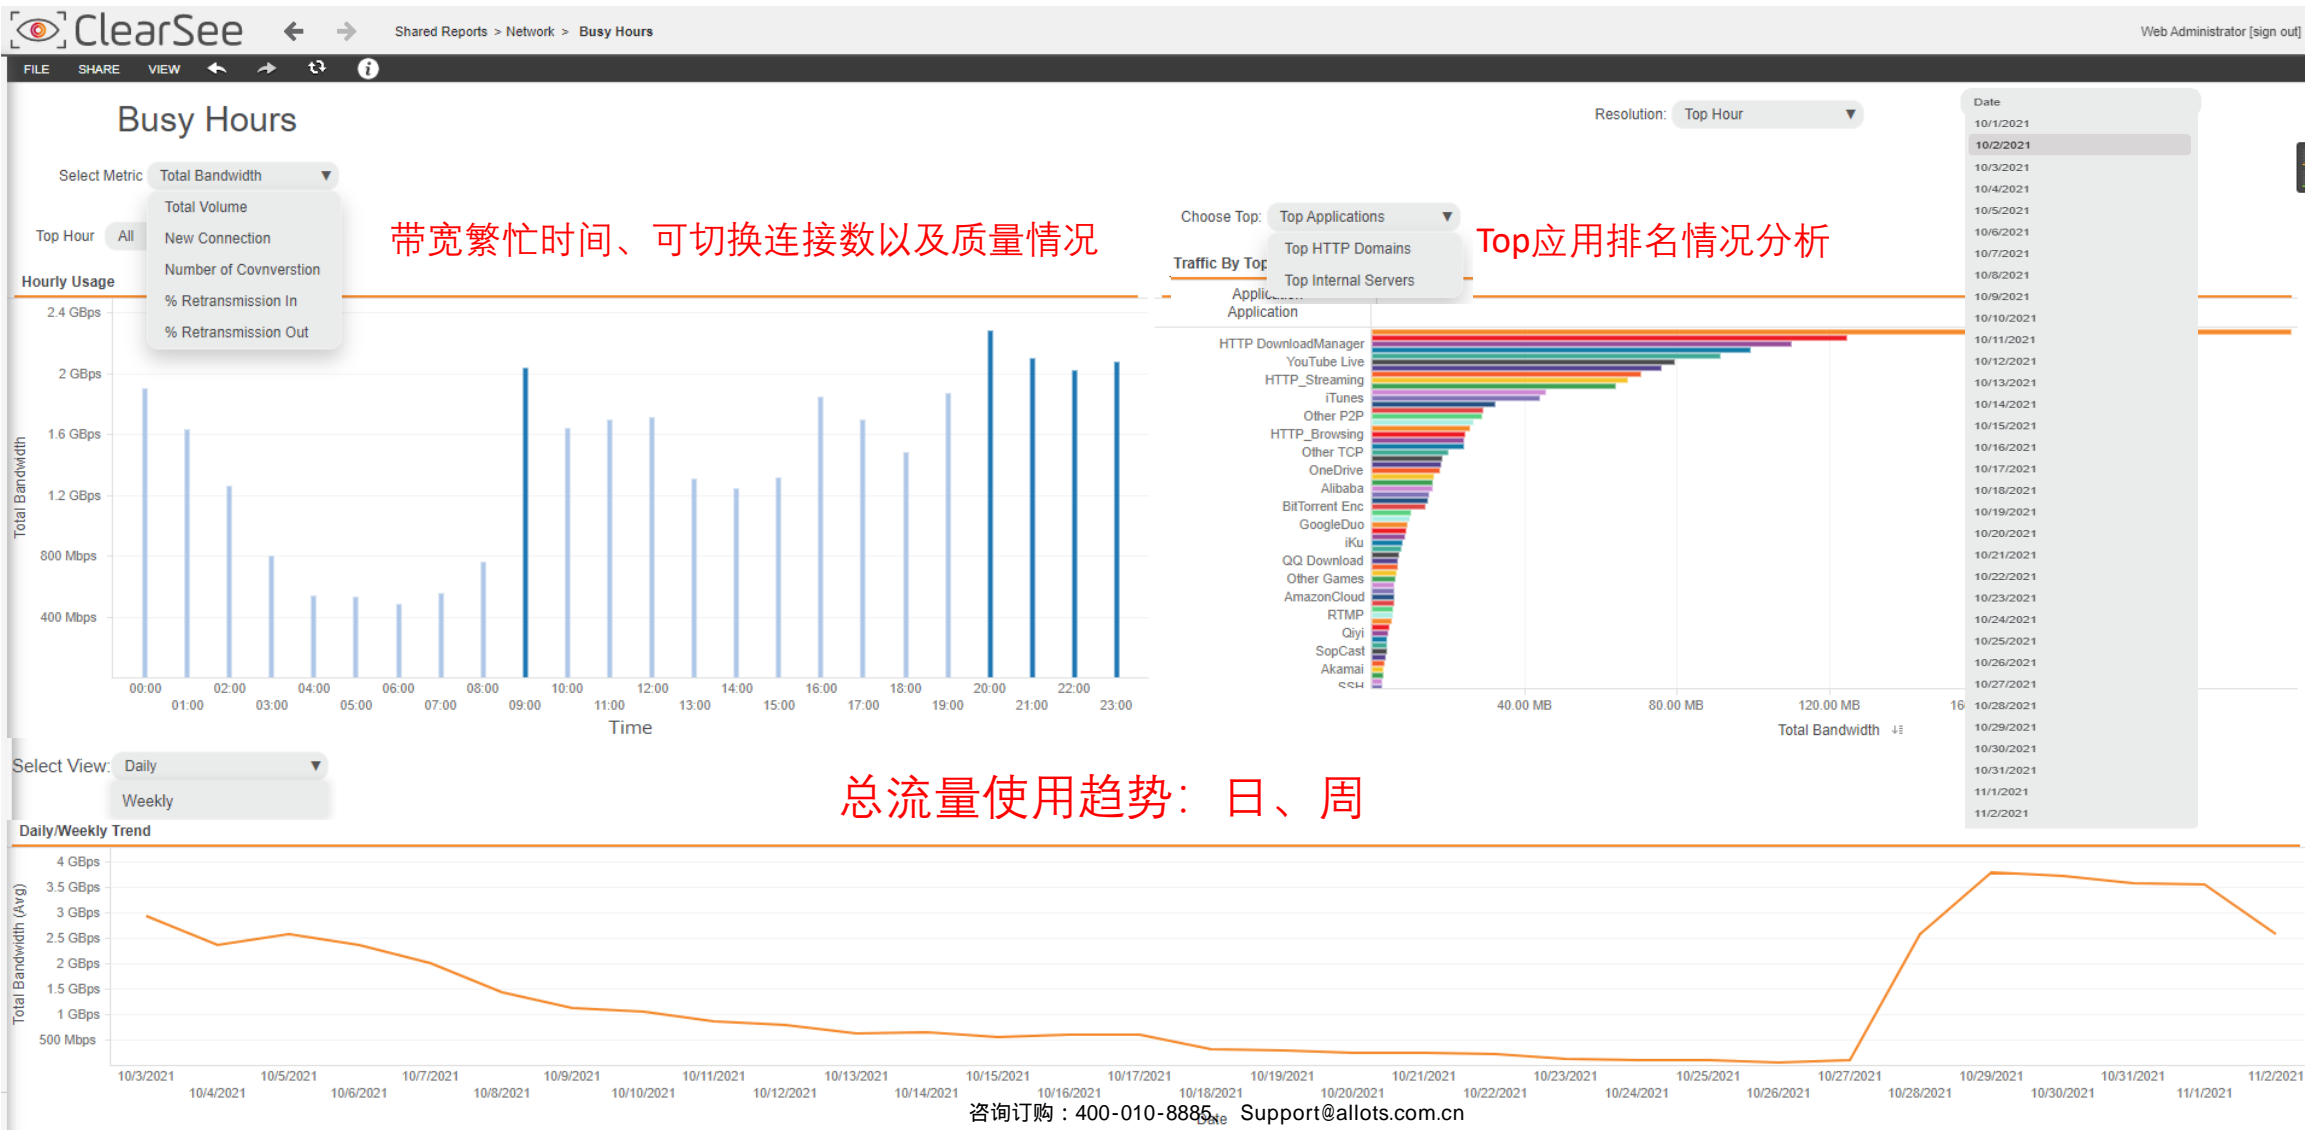 ClearSee
Shared Reports > Network > Busy Hours
Web Administrator [sign out]
FILE SHARE VIEW
Busy Hours
Resolution: Top Hour
Select Metric Total Bandwidth
Total Volume
New Connection
Number of Covnverstion
% Retransmission In
% Retransmission Out
Top Hour All
带宽繁忙时间、可切换连接数以及质量情况
Choose Top: Top Applications
Top HTTP Domains
Top Internal Servers
Top应用排名情况分析
Date
10/1/2021
10/2/2021
10/3/2021
10/4/2021
10/5/2021
10/6/2021
10/7/2021
10/8/2021
10/9/2021
10/10/2021
10/11/2021
10/12/2021
10/13/2021
10/14/2021
10/15/2021
10/16/2021
10/17/2021
10/18/2021
10/19/2021
10/20/2021
10/21/2021
10/22/2021
10/23/2021
10/24/2021
10/25/2021
10/26/2021
10/27/2021
10/28/2021
10/29/2021
10/30/2021
10/31/2021
11/1/2021
11/2/2021
Hourly Usage
2.4 GBps
2 GBps
1.6 GBps
1.2 GBps
800 Mbps
400 Mbps
Total Bandwidth
00:00 02:00 04:00 06:00 08:00 10:00 12:00 14:00 16:00 18:00 20:00 22:00
01:00 03:00 05:00 07:00 09:00 11:00 13:00 15:00 17:00 19:00 21:00 23:00
Time
Traffic By Top
Application
HTTP DownloadManager
YouTube Live
HTTP_Streaming
iTunes
Other P2P
HTTP_Browsing
Other TCP
OneDrive
Alibaba
BitTorrent Enc
GoogleDuo
iKu
QQ Download
Other Games
AmazonCloud
RTMP
Qiyi
SopCast
Akamai
SSH
40.00 MB 80.00 MB 120.00 MB
Total Bandwidth
Select View: Daily
Weekly
总流量使用趋势：日、周
Daily/Weekly Trend
4 GBps
3.5 GBps
3 GBps
2.5 GBps
2 GBps
1.5 GBps
1 GBps
500 Mbps
Total Bandwidth (Avg)
10/3/2021 10/5/2021 10/7/2021 10/9/2021 10/11/2021 10/13/2021 10/15/2021 10/17/2021 10/19/2021 10/21/2021 10/23/2021 10/25/2021 10/27/2021 10/29/2021 10/31/2021 11/2/2021
10/4/2021 10/6/2021 10/8/2021 10/10/2021 10/12/2021 10/14/2021 10/16/2021 10/18/2021 10/20/2021 10/22/2021 10/24/2021 10/26/2021 10/28/2021 10/30/2021 11/1/2021
Date
咨询订购：400-010-8885、 Support@allots.com.cn